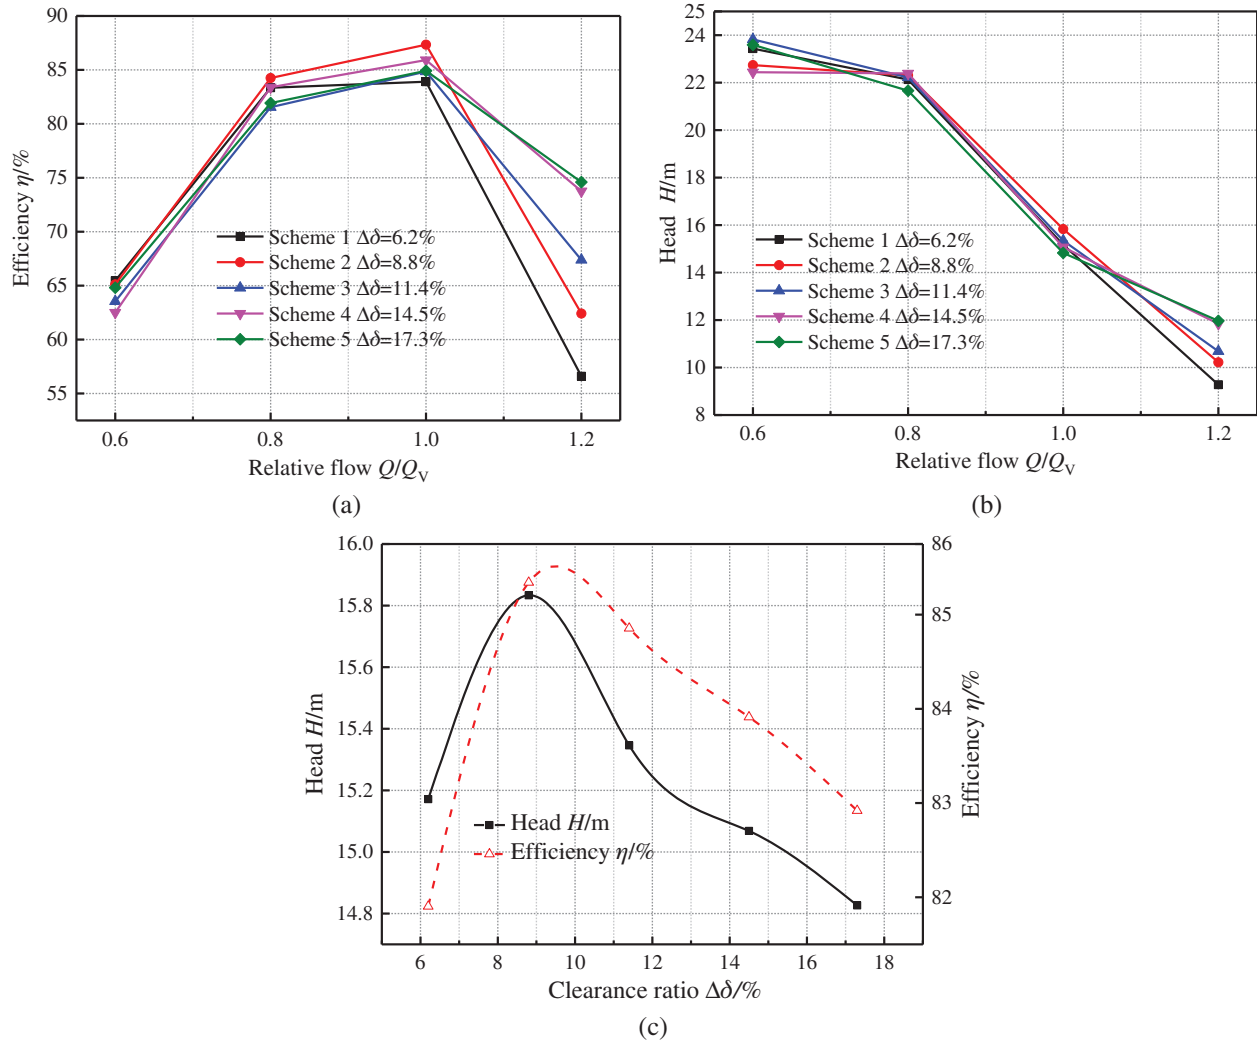 90
85
80
75
70
65
60
55
Efficiency η/%
Scheme 1 Δδ=6.2%
Scheme 2 Δδ=8.8%
Scheme 3 Δδ=11.4%
Scheme 4 Δδ=14.5%
Scheme 5 Δδ=17.3%
0.6 0.8 1.0 1.2
Relative flow Q/QV
(a)
25
24
22
20
18
16
14
12
10
8
Head H/m
Scheme 1 Δδ=6.2%
Scheme 2 Δδ=8.8%
Scheme 3 Δδ=11.4%
Scheme 4 Δδ=14.5%
Scheme 5 Δδ=17.3%
0.6 0.8 1.0 1.2
Relative flow Q/QV
(b)
16.0
15.8
15.6
15.4
15.2
15.0
14.8
Head H/m
Head H/m
Efficiency η/%
86
85
84
83
82
Efficiency η/%
6 8 10 12 14 16 18
Clearance ratio Δδ/%
(c)